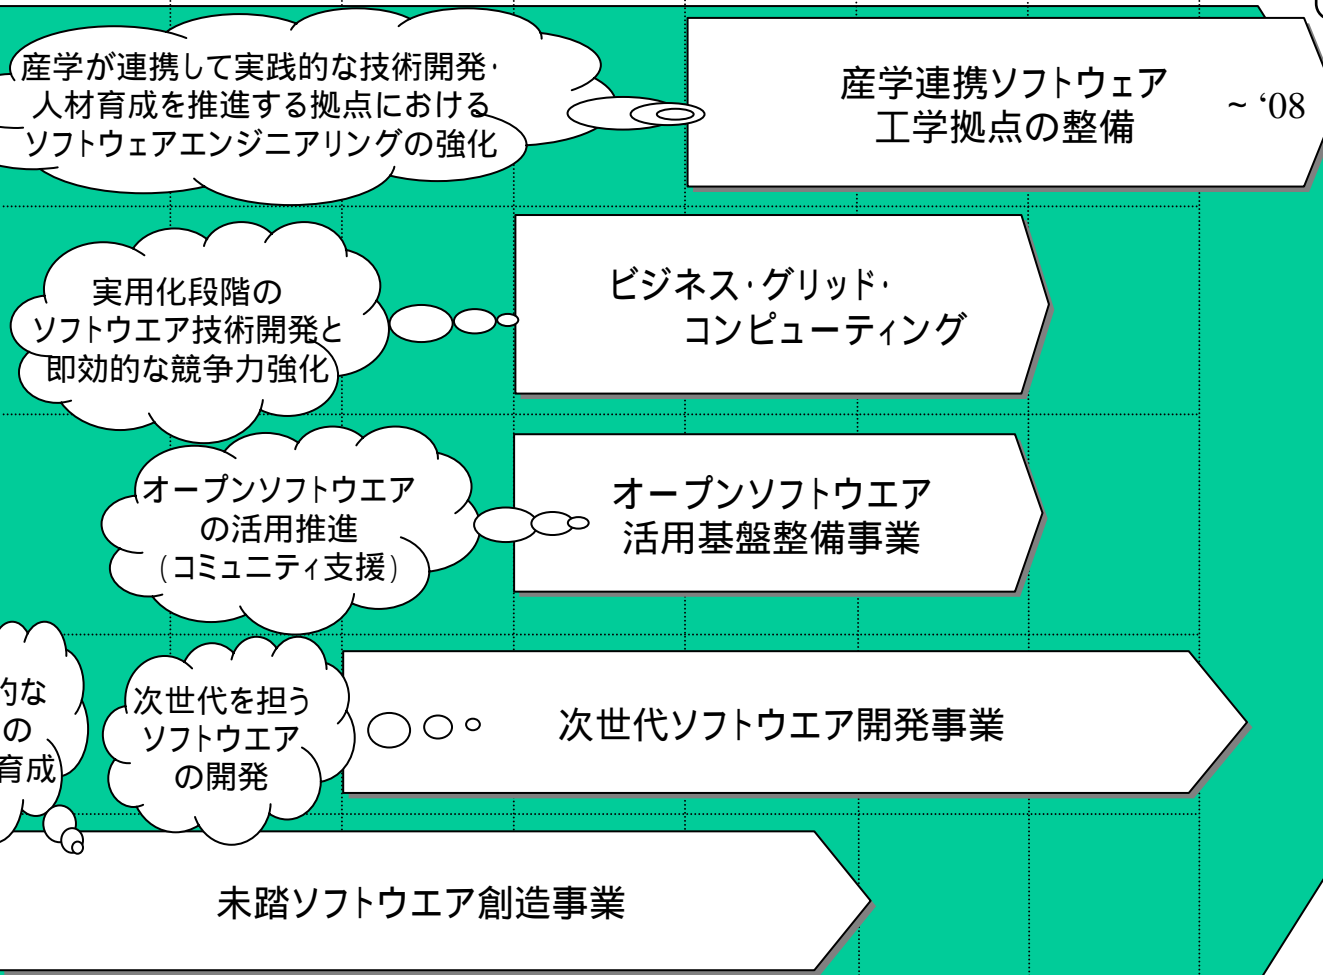 産学が連携して実践的な技術開発・
人材育成を推進する拠点における
ソフトウェアエンジニアリングの強化
産学連携ソフトウェア
工学拠点の整備
~ ‘08
実用化段階の
ソフトウエア技術開発と
即効的な競争力強化
ビジネス・グリッド・
コンピューティング
オープンソフトウエア
の活用推進
(コミュニティ支援)
オープンソフトウエア
活用基盤整備事業
的な
の
育成
次世代を担う
ソフトウエア
の開発
次世代ソフトウエア開発事業
未踏ソフトウエア創造事業